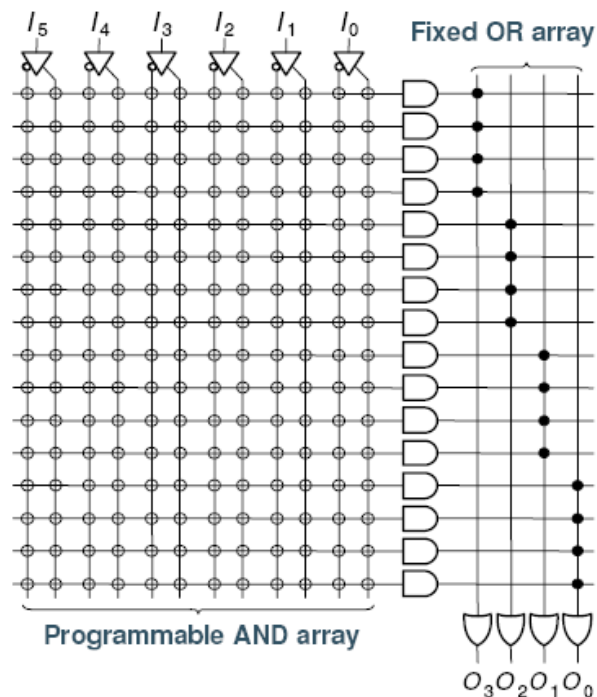 I5 I4 I3 I2 I1 I0
Fixed OR array
Programmable AND array
O3 O2 O1 O0